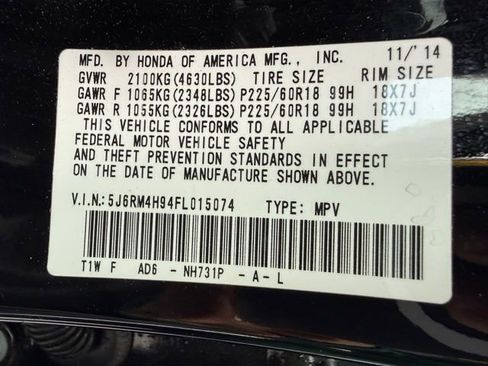 MFD. BY HONDA OF AMERICA MFG., INC. 11/'14
GVWR 2100KG(4630LBS) TIRE SIZE RIM SIZE
GAWR F 1065KG(2348LBS)P225/60R18 99H 18X7J
GAWR R 1055KG(2326LBS)P225/60R18 99H 18X7J
THIS VEHICLE CONFORMS TO ALL APPLICABLE
FEDERAL MOTOR VEHICLE SAFETY
AND THEFT PREVENTION STANDARDS IN EFFECT
ON THE DATE OF MANUFACTURE SHOWN ABOVE.
V.I.N:5J6RM4H94FL015074 TYPE: MPV
T1W F AD6 - NH731P - A - L